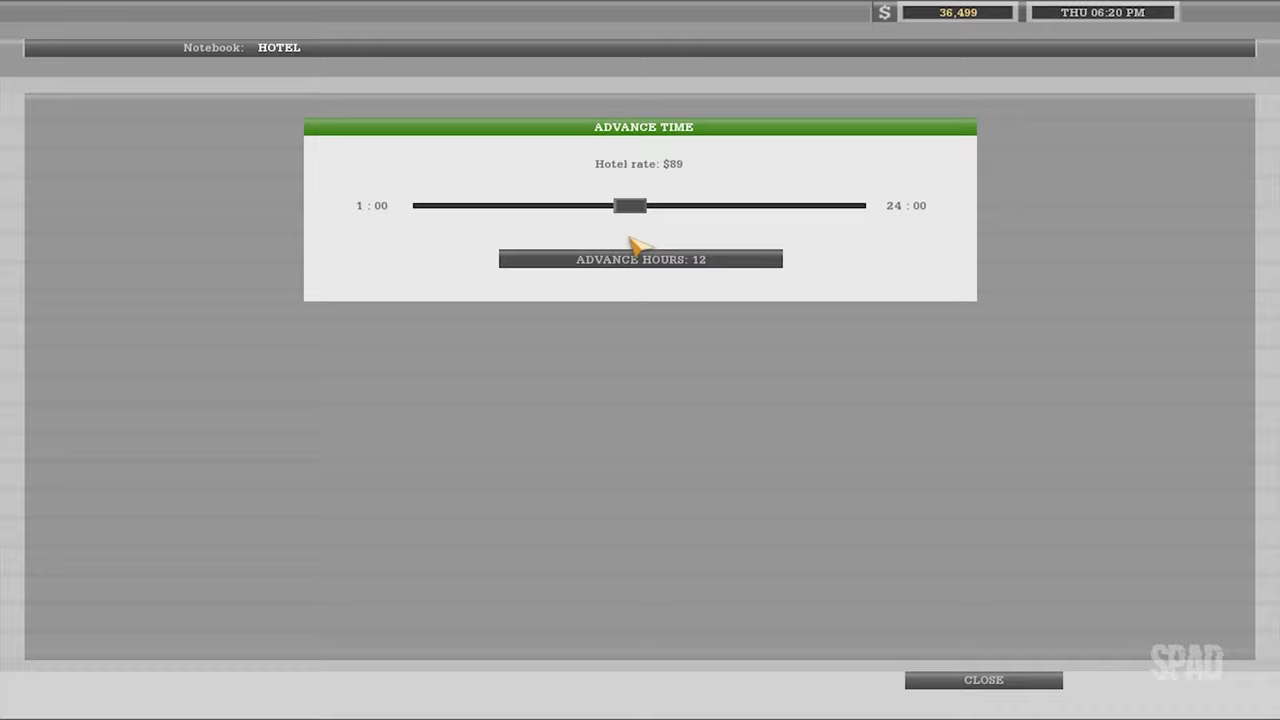 $ 36,499 THU 06:20 PM
Notebook: HOTEL
ADVANCE TIME
Hotel rate: $89
1 : 00 24 : 00
ADVANCE HOURS: 12
SPAD
CLOSE